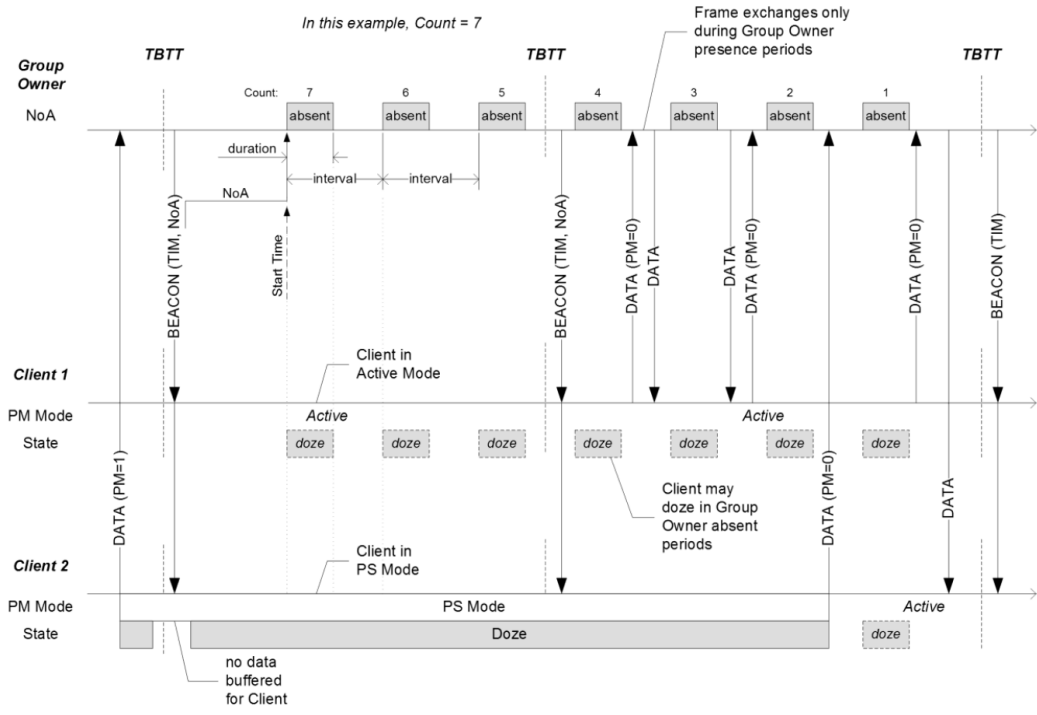 In this example, Count = 7
Frame exchanges only
during Group Owner
presence periods
TBTT
TBTT
TBTT
Group
Owner
NoA
Count:
7
6
5
4
3
2
1
absent
absent
absent
absent
absent
absent
absent
duration
interval
interval
NoA
Start Time
BEACON (TIM, NoA)
BEACON (TIM, NoA)
DATA (PM=0)
DATA
DATA
DATA (PM=0)
DATA (PM=0)
BEACON (TIM)
Client in
Active Mode
Client 1
PM Mode
Active
Active
State
doze
doze
doze
doze
doze
doze
doze
DATA (PM=1)
DATA (PM=0)
DATA
Client may
doze in Group
Owner absent
periods
Client in
PS Mode
Client 2
PM Mode
PS Mode
Active
State
Doze
doze
no data
buffered
for Client